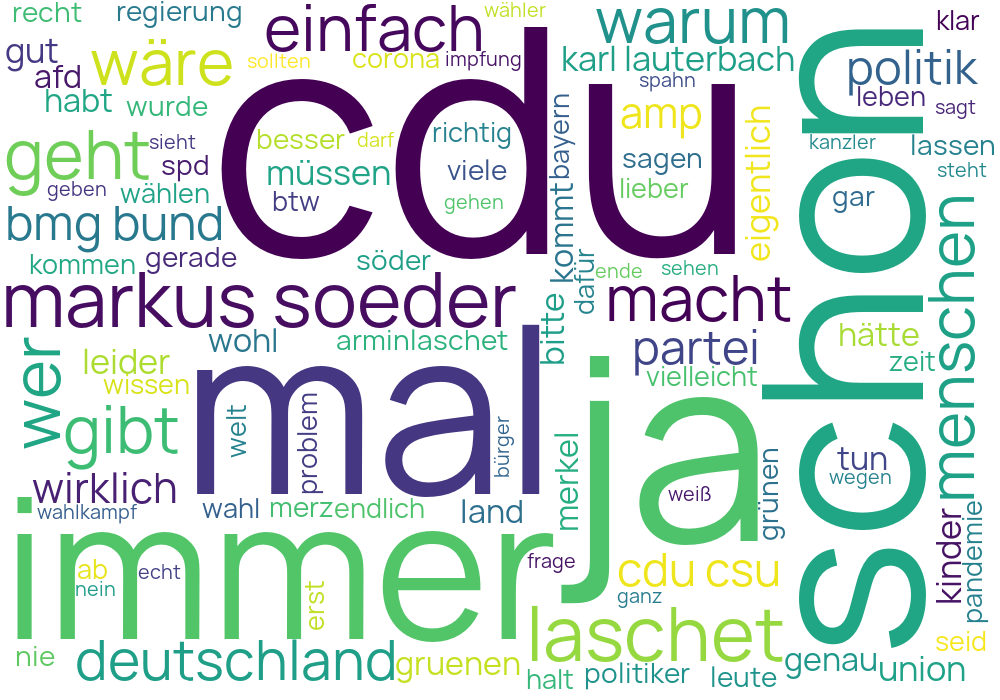 recht
regierung
einfach
wähler
warum
klar
gut
afd
wäre
sollten
corona
impfung
karl lauterbach
spahn
politik
leben
sagt
habt
wurde
cdu
amp
schon
geht
sieht
spd
besser
darf
richtig
bayern
sagen
eigentlich
kanzler
lassen
steht
geben
wählen
müssen
viele
lieber
btw
gehen
gar
bmg bund
kommt
menschen
kommen
gerade
söder
dafür
ende
sehen
markus soeder
macht
bitte
wohl
arminlaschet
partei
hätte
zeit
wer
leider
wissen
mal
ja
vielleicht
gibt
welt
problem
bürger
merkel
grünen
tun
wegen
wirklich
weiß
wahlkampf
wahl
merz
endlich
land
immer
kinder
pandemie
ab
echt
nein
erst
frage
cdu csu
ganz
laschet
nie
deutschland
gruenen
halt
politiker
leute
genau
union
seid